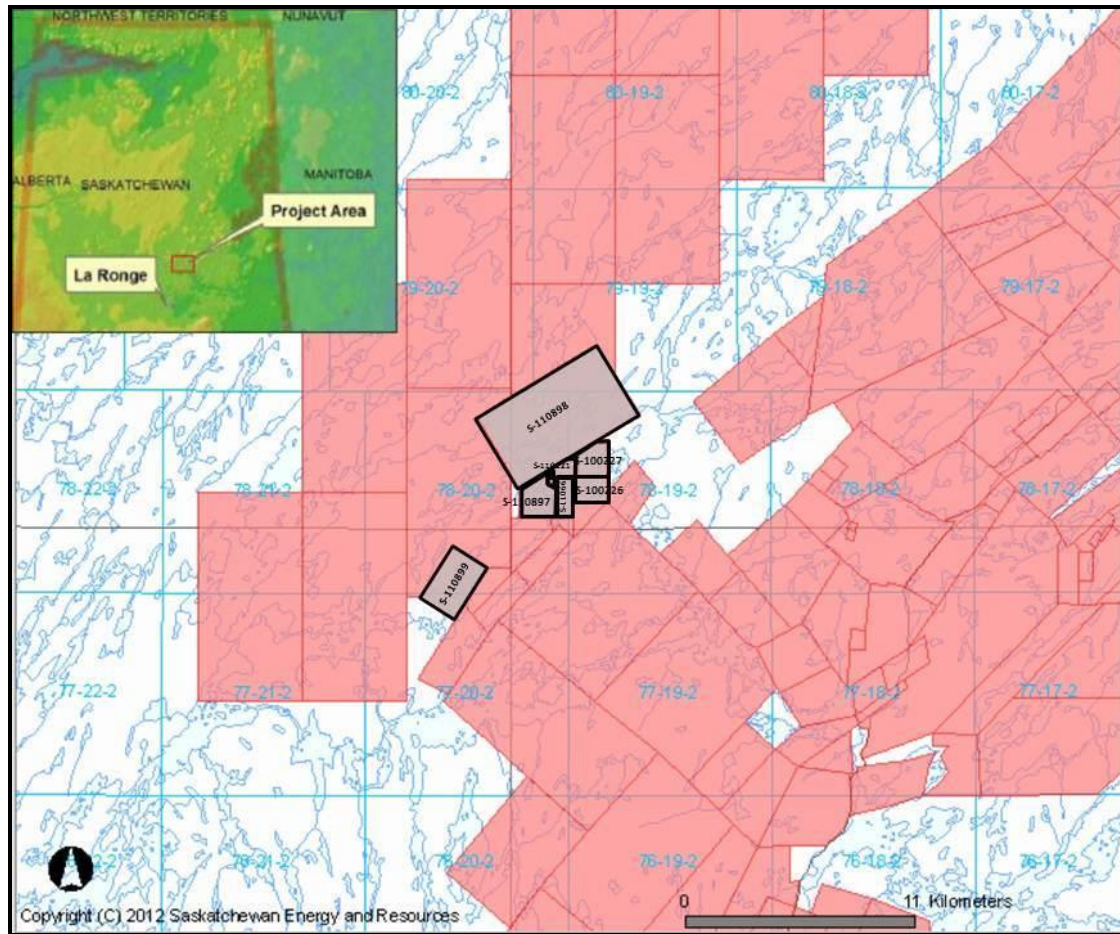 NORTHWEST TERRITORIES NUNAVUT
ALBERTA SASKATCHEWAN MANITOBA
Project Area
La Ronge
80-20-2 80-19-2 80-18-2 80-17-2
79-20-2 79-19-2 79-18-2 79-17-2
S-110898
S-100227
78-22-2 78-21-2 78-20-2 S-100226 78-19-2 78-18-2 78-17-2
S-110897
S-110899
77-22-2 77-21-2 77-20-2 77-19-2 77-18-2 77-17-2
76-21-2 76-20-2 76-19-2 76-18-2 76-17-2
0 11 Kilometers
Copyright (C) 2012 Saskatchewan Energy and Resources